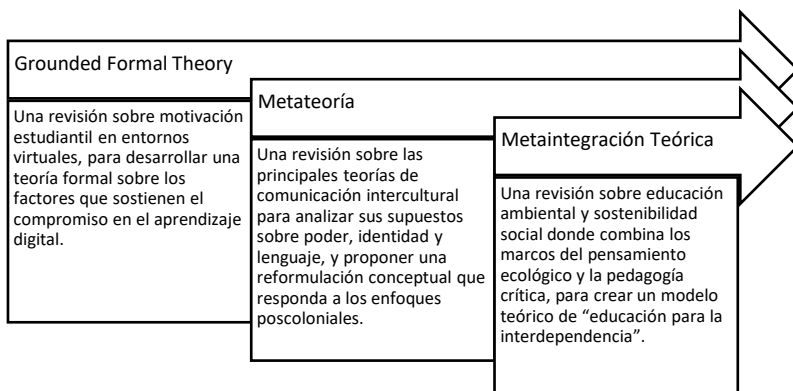 Grounded Formal Theory
Una revisión sobre motivación
estudiantil en entornos
virtuales, para desarrollar una
teoría formal sobre los
factores que sostienen el
compromiso en el aprendizaje
digital.
Metateoría
Una revisión sobre las
principales teorías de
comunicación intercultural
para analizar sus supuestos
sobre poder, identidad y
lenguaje, y proponer una
reformulación conceptual que
responda a los enfoques
poscoloniales.
Metaintegración Teórica
Una revisión sobre educación
ambiental y sostenibilidad
social donde combina los
marcos del pensamiento
ecológico y la pedagogía
crítica, para crear un modelo
teórico de “educación para la
interdependencia”.